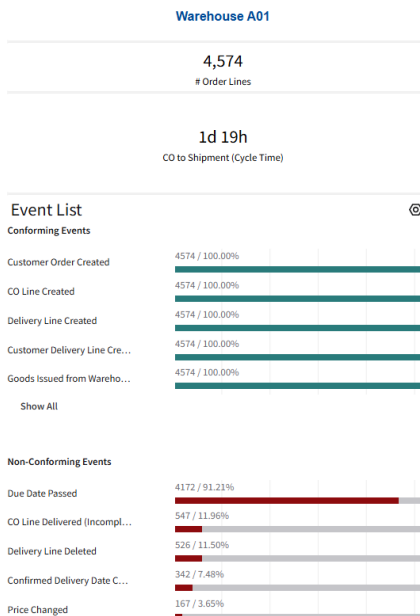 Warehouse A01
4,574
# Order Lines
1d 19h
CO to Shipment (Cycle Time)
Event List
Conforming Events
Customer Order Created
4574 / 100.00%
CO Line Created
4574 / 100.00%
Delivery Line Created
4574 / 100.00%
Customer Delivery Line Cre...
4574 / 100.00%
Goods Issued from Wareho...
4574 / 100.00%
Show All
Non-Conforming Events
Due Date Passed
4172 / 91.21%
CO Line Delivered (Incompl...
547 / 11.96%
Delivery Line Deleted
526 / 11.50%
Confirmed Delivery Date C...
342 / 7.48%
Price Changed
167 / 3.65%